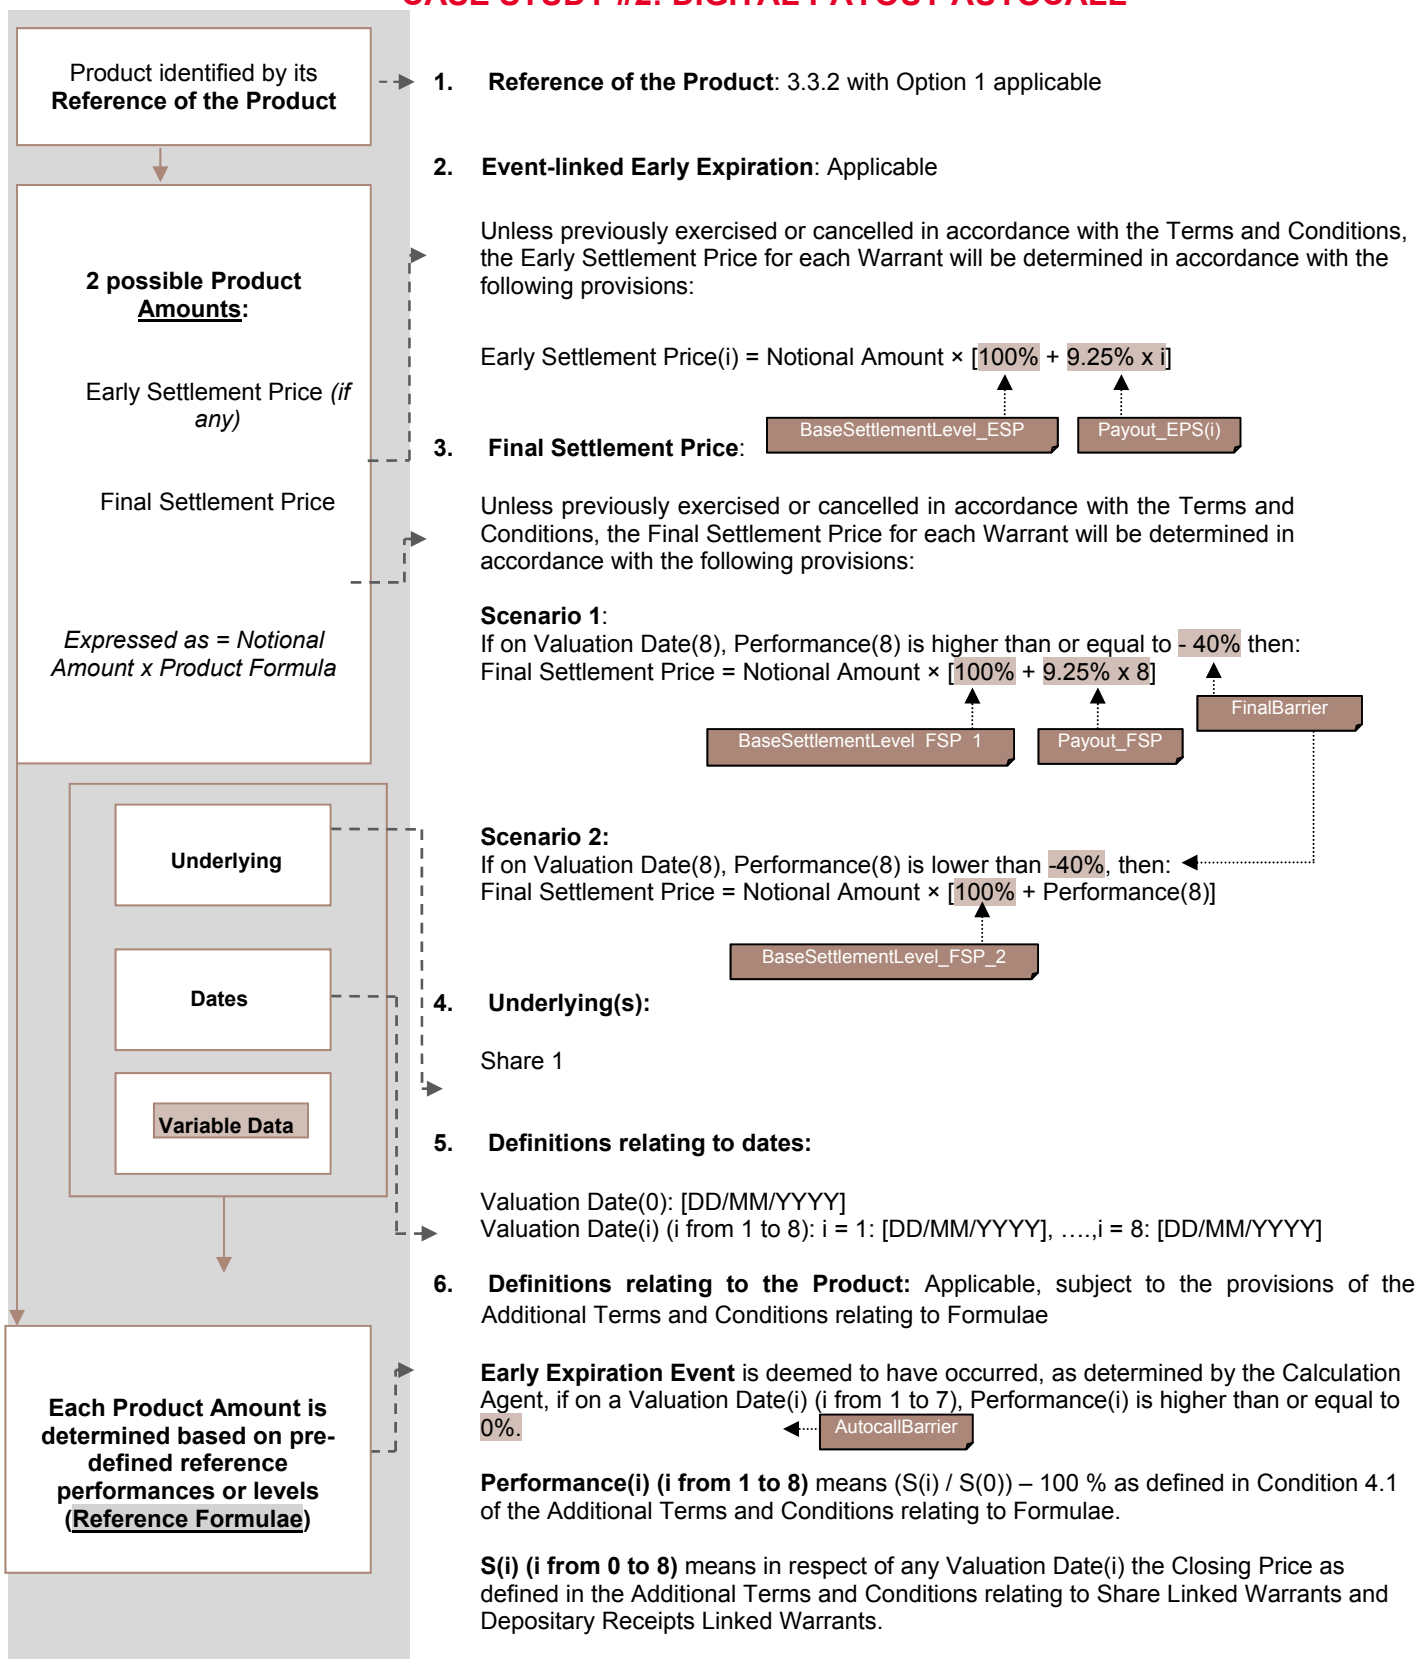 CASE STUDY #2: DIGITAL PAYOUT AUTOCALL
Product identified by its
Reference of the Product
2 possible Product
Amounts:
Early Settlement Price (if
any)
Final Settlement Price
Expressed as = Notional
Amount x Product Formula
Underlying
Dates
Variable Data
Each Product Amount is
determined based on pre-
defined reference
performances or levels
(Reference Formulae)
1. Reference of the Product: 3.3.2 with Option 1 applicable
2. Event-linked Early Expiration: Applicable
Unless previously exercised or cancelled in accordance with the Terms and Conditions,
the Early Settlement Price for each Warrant will be determined in accordance with the
following provisions:
Early Settlement Price(i) = Notional Amount × [100% + 9.25% x i]
BaseSettlementLevel_ESP
Payout_EPS(i)
3. Final Settlement Price:
Unless previously exercised or cancelled in accordance with the Terms and
Conditions, the Final Settlement Price for each Warrant will be determined in
accordance with the following provisions:
Scenario 1:
If on Valuation Date(8), Performance(8) is higher than or equal to - 40% then:
Final Settlement Price = Notional Amount × [100% + 9.25% x 8]
FinalBarrier
BaseSettlementLevel FSP 1
Payout_FSP
Scenario 2:
If on Valuation Date(8), Performance(8) is lower than -40%, then:
Final Settlement Price = Notional Amount × [100% + Performance(8)]
BaseSettlementLevel_FSP_2
4. Underlying(s):
Share 1
5. Definitions relating to dates:
Valuation Date(0): [DD/MM/YYYY]
Valuation Date(i) (i from 1 to 8): i = 1: [DD/MM/YYYY], ….,i = 8: [DD/MM/YYYY]
6. Definitions relating to the Product: Applicable, subject to the provisions of the
Additional Terms and Conditions relating to Formulae
Early Expiration Event is deemed to have occurred, as determined by the Calculation
Agent, if on a Valuation Date(i) (i from 1 to 7), Performance(i) is higher than or equal to
0%.
AutocallBarrier
Performance(i) (i from 1 to 8) means (S(i) / S(0)) – 100 % as defined in Condition 4.1
of the Additional Terms and Conditions relating to Formulae.
S(i) (i from 0 to 8) means in respect of any Valuation Date(i) the Closing Price as
defined in the Additional Terms and Conditions relating to Share Linked Warrants and
Depositary Receipts Linked Warrants.